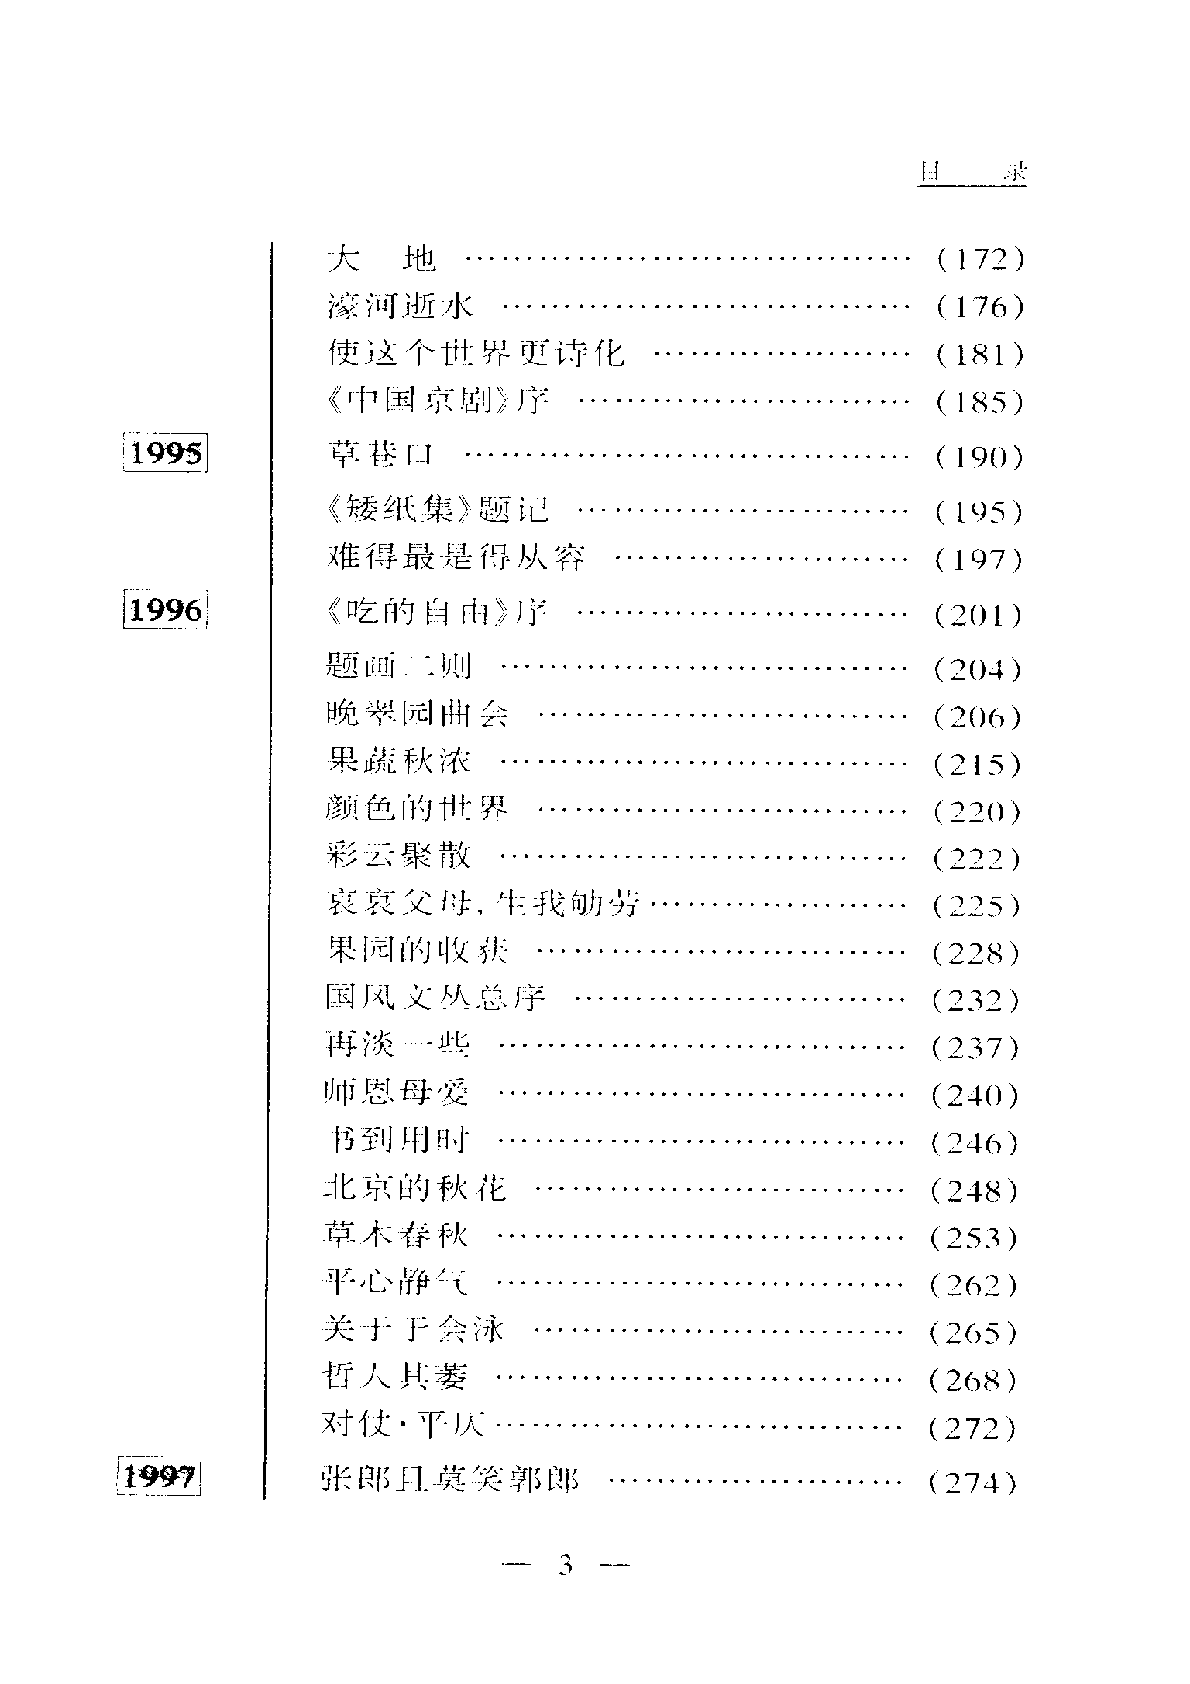 目 录
大 地 ………………………………… (172)
濠河逝水 ……………………………… (176)
使这个世界更诗化 ………………… (181)
《中国京剧》序 ……………………… (185)
1995 草巷口 ………………………………… (190)
《矮纸集》题记 ……………………… (195)
难得最是得从容 …………………… (197)
1996 《吃的自由》序 ……………………… (201)
题画二则 ……………………………… (204)
晚翠园曲会 ………………………… (206)
果蔬秋浓 ……………………………… (215)
颜色的世界 ………………………… (220)
彩云聚散 ……………………………… (222)
哀哀父母,生我劬劳 ………………… (225)
果园的收获 ………………………… (228)
国风文丛总序 ……………………… (232)
再淡一些 ……………………………… (237)
师恩母爱 ……………………………… (240)
书到用时 ……………………………… (246)
北京的秋花 ………………………… (248)
草木春秋 ……………………………… (253)
平心静气 ……………………………… (262)
关于于会泳 ………………………… (265)
哲人其萎 ……………………………… (268)
对仗·平仄 …………………………… (272)
1997 张郎且莫笑郭郎 …………………… (274)
— 3 —